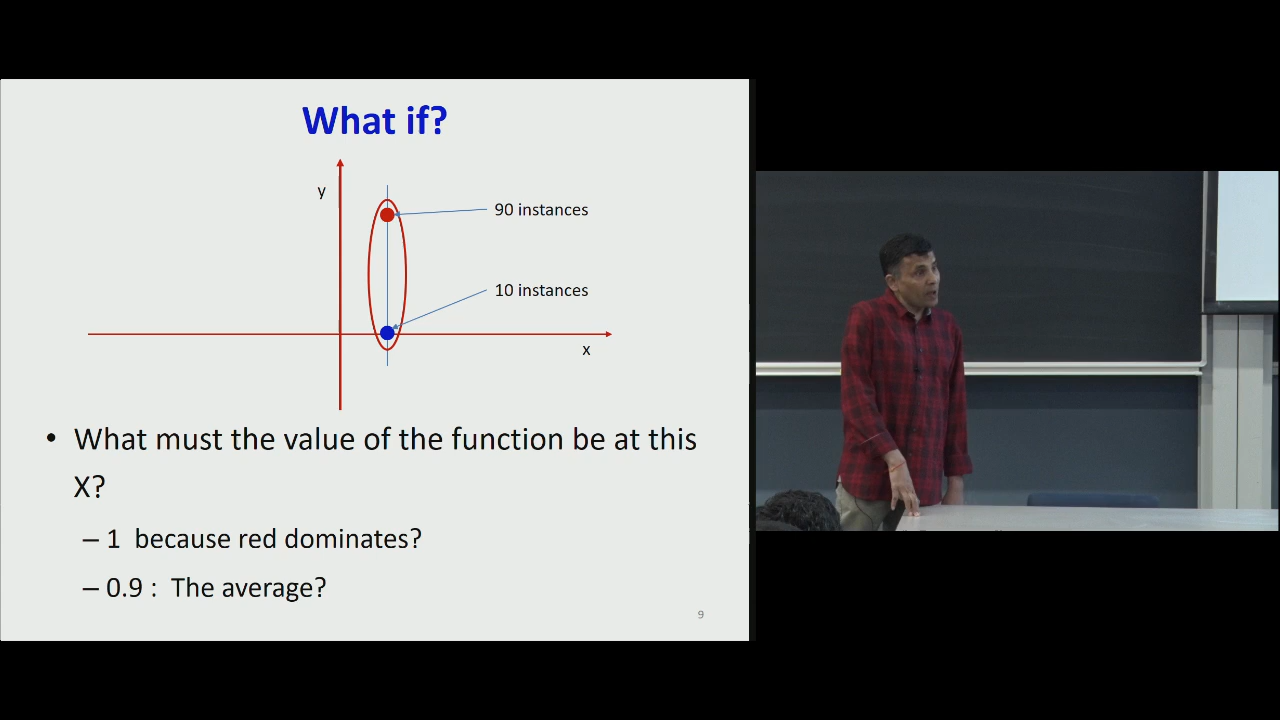 What if?
y
90 instances
10 instances
x
• What must the value of the function be at this
X?
– 1 because red dominates?
– 0.9 : The average?
9